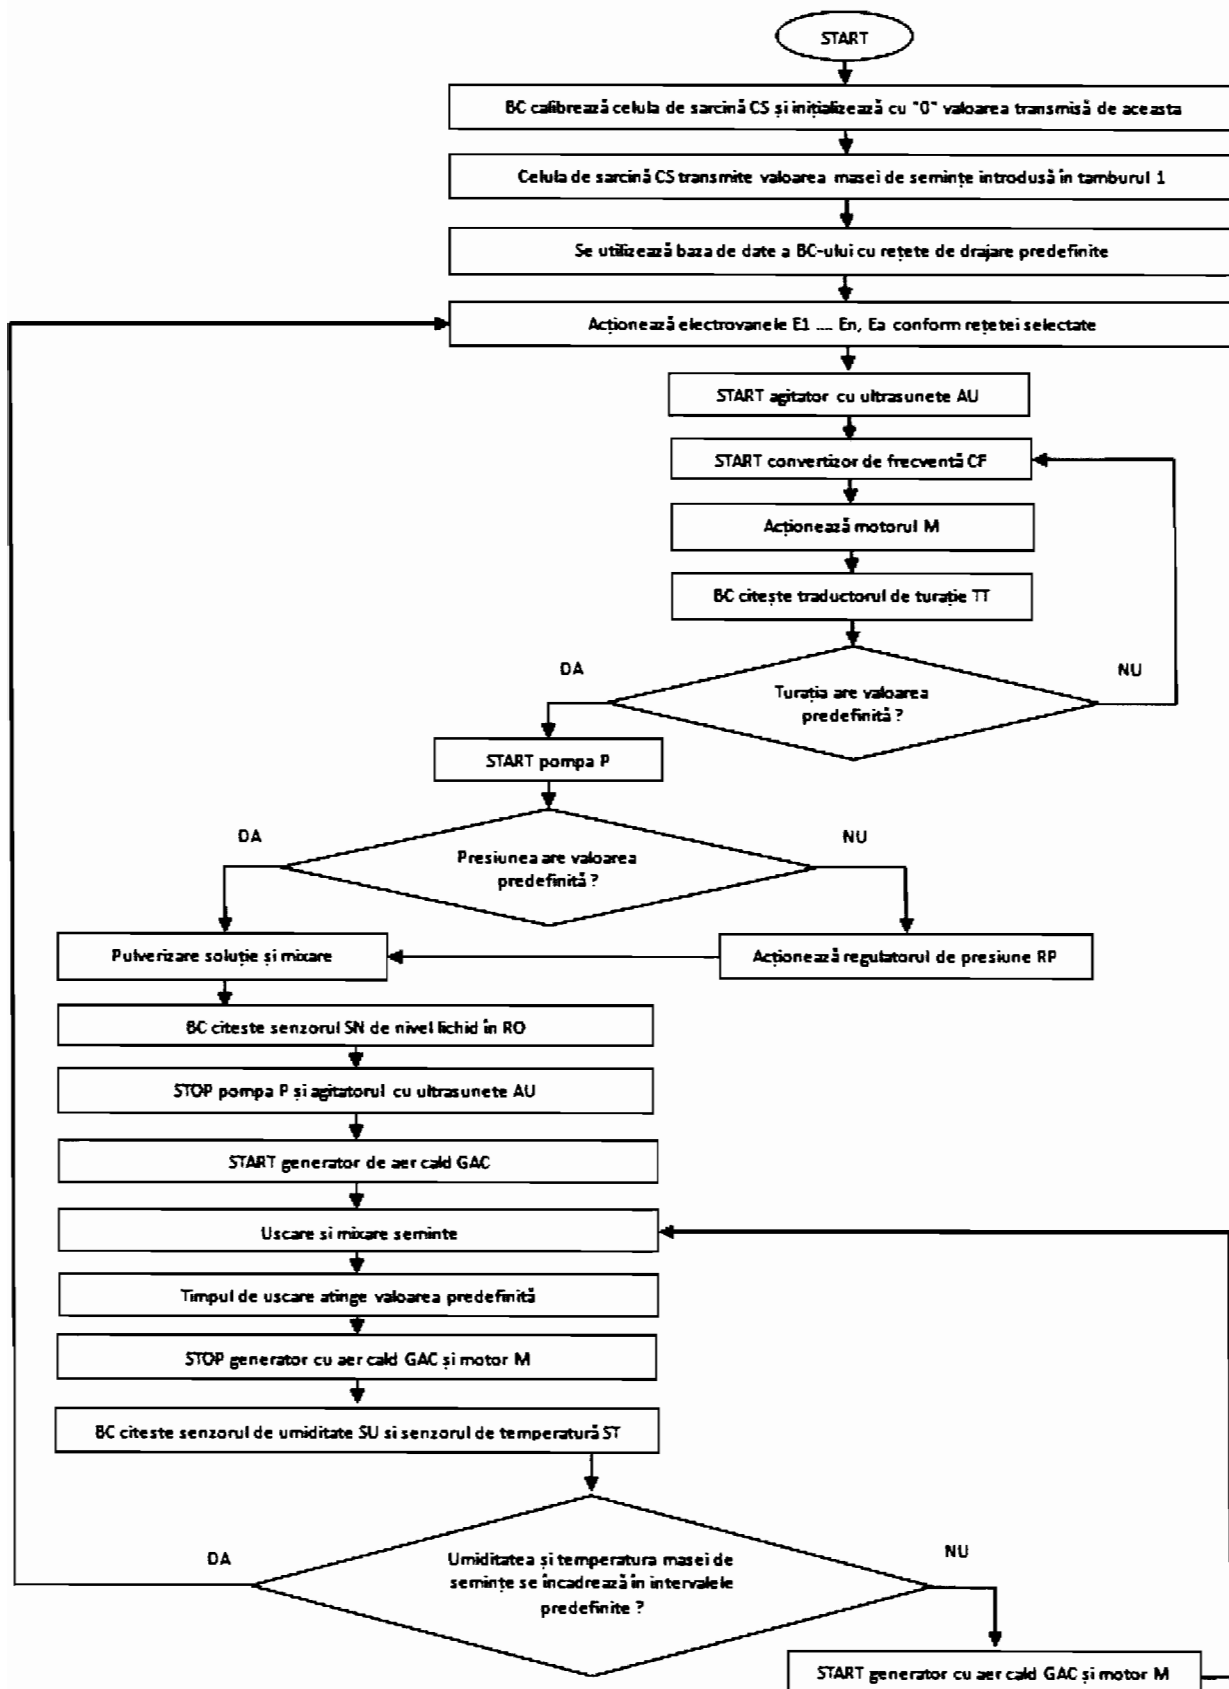 START
BC calibrează celula de sarcină CS și inițializează cu "0" valoarea transmisă de aceasta
Celula de sarcină CS transmite valoarea masei de semințe introdusă în tamburul 1
Se utilizează baza de date a BC-ului cu rețete de drajare predefinite
Acționează electrovanele E1 .... En, Ea conform rețetei selectate
START agitator cu ultrasunete AU
START convertizor de frecvență CF
Acționează motorul M
BC citește traductorul de turație TT
DA
NU
Turația are valoarea
predefinită ?
START pompa P
DA
NU
Presiunea are valoarea
predefinită ?
Pulverizare soluție și mixare
Acționează regulatorul de presiune RP
BC citeste senzorul SN de nivel lichid în RO
STOP pompa P și agitatorul cu ultrasunete AU
START generator de aer cald GAC
Uscare si mixare seminte
Timpul de uscare atinge valoarea predefinită
STOP generator cu aer cald GAC și motor M
BC citeste senzorul de umiditate SU si senzorul de temperatură ST
DA
NU
Umiditatea și temperatura masei de
semințe se încadrează în intervalele
predefinite ?
START generator cu aer cald GAC și motor M